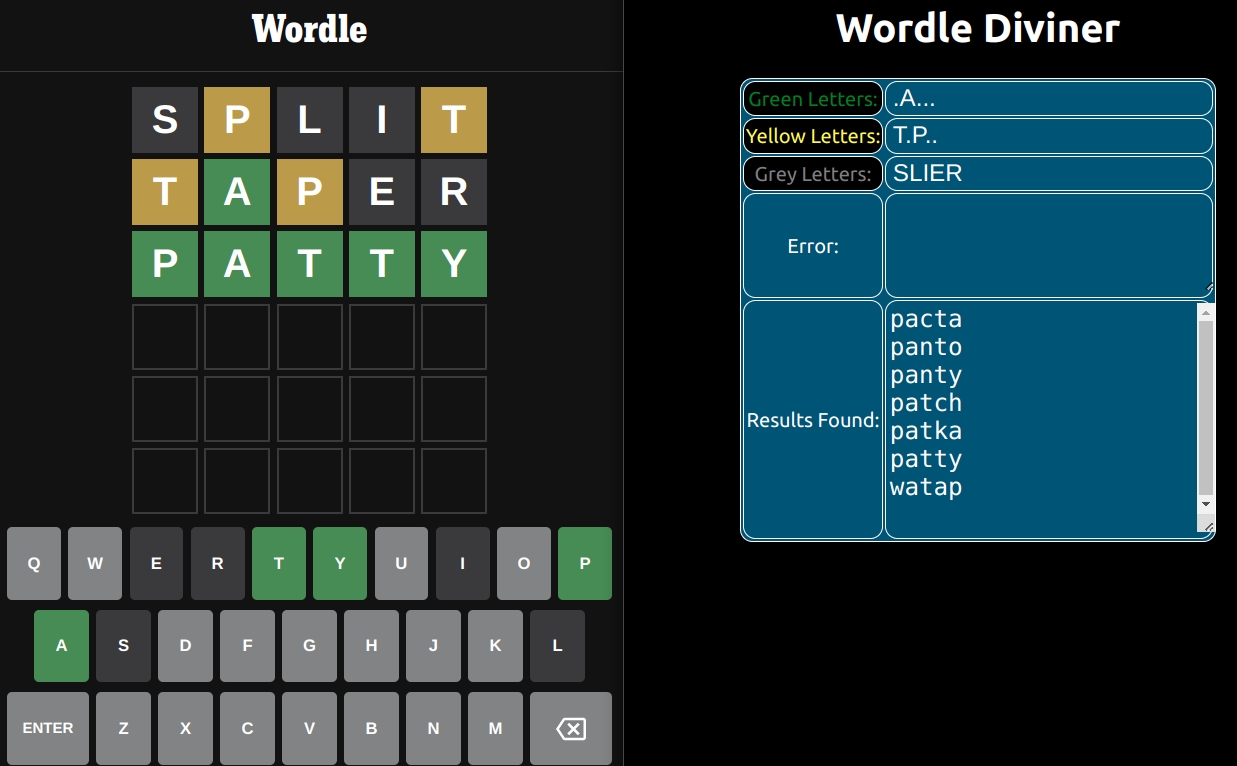 Wordle
S P L I T
T A P E R
P A T T Y
Q W E R T Y U I O P
A S D F G H J K L
ENTER Z X C V B N M
Wordle Diviner
Green Letters: .A...
Yellow Letters: T.P..
Grey Letters: SLIER
Error:
Results Found:
pacta
panto
panty
patch
patka
patty
watap